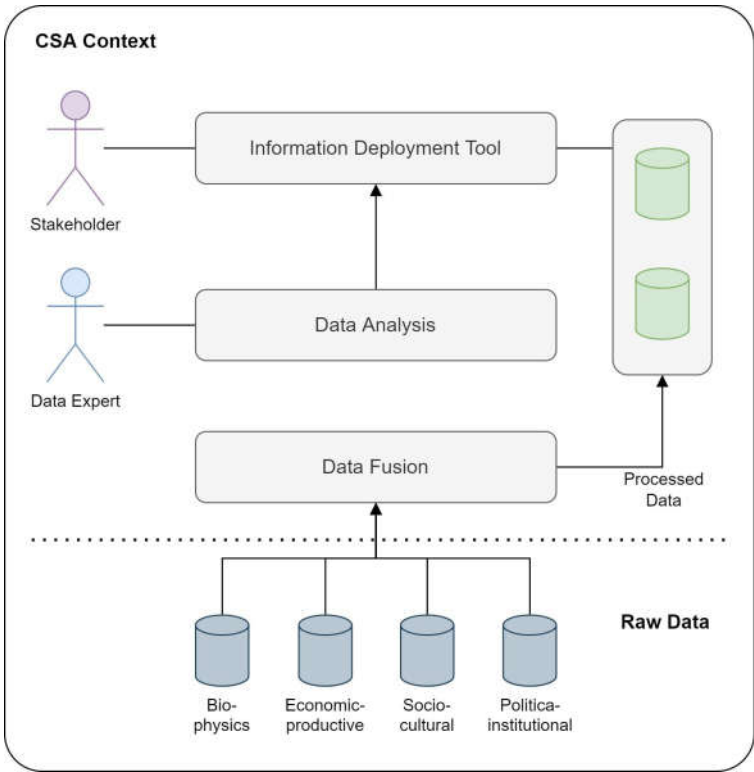 CSA Context
Information Deployment Tool
Stakeholder
Data Analysis
Data Expert
Data Fusion
Processed
Data
Raw Data
Bio-
physics
Economic-
productive
Socio-
cultural
Politica-
institutional